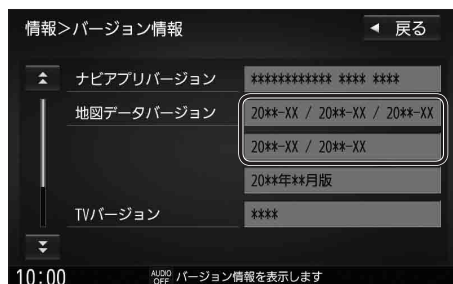 情報>バージョン情報
戻る
ナビアプリバージョン
************ **** ****
地図データバージョン
20**-XX / 20**-XX / 20**-XX
20**-XX / 20**-XX
20**年**月版
TVバージョン
****
10:00
AUDIO OFF
バージョン情報を表示します